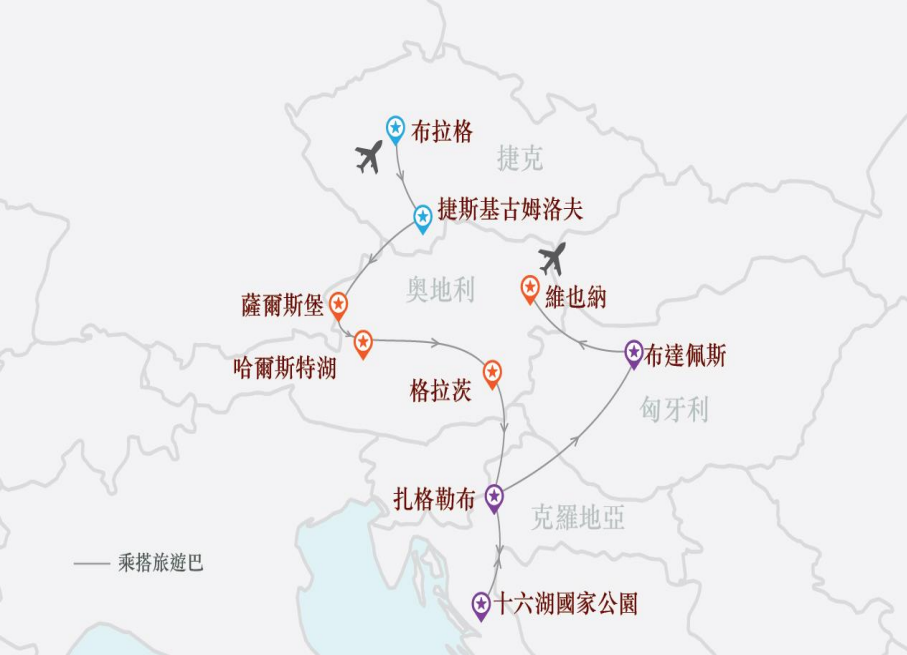 布拉格
捷克
捷斯基古姆洛夫
奧地利
維也納
薩爾斯堡
哈爾斯特湖
布達佩斯
格拉茨
匈牙利
扎格勒布
克羅地亞
乘搭旅遊巴
十六湖國家公園